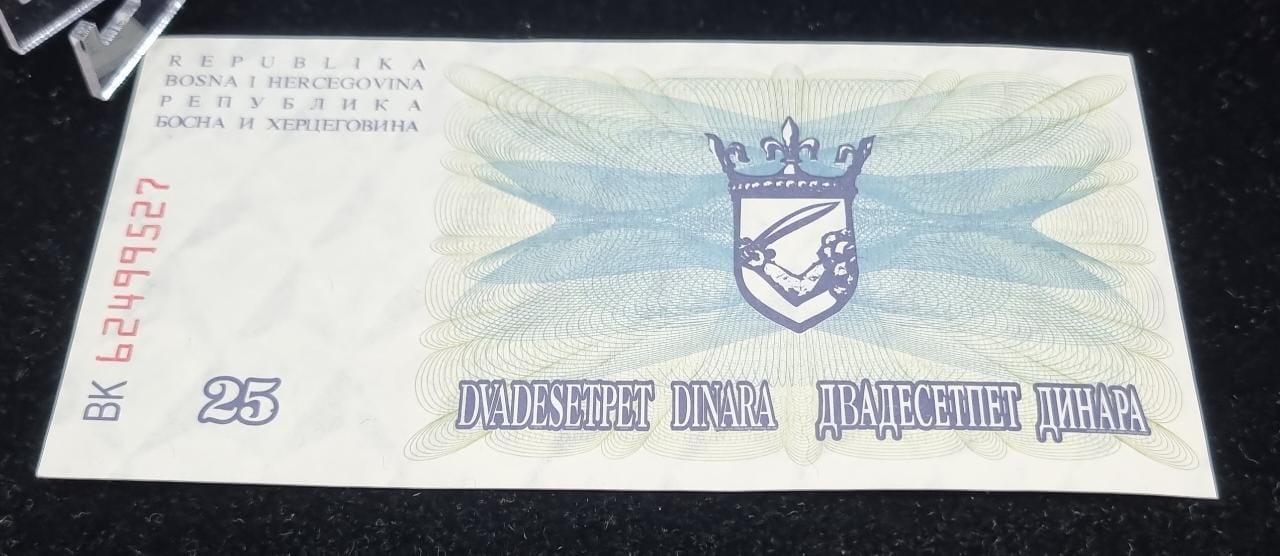 REPUBLIKA
BOSNA I HERCEGOVINA
РЕПУБЛИКА
БОСНА И ХЕРЦЕГОВИНА
BK 62499527
25
DVADESETPET DINARA ДВАДЕСЕТПЕТ ДИНАРА